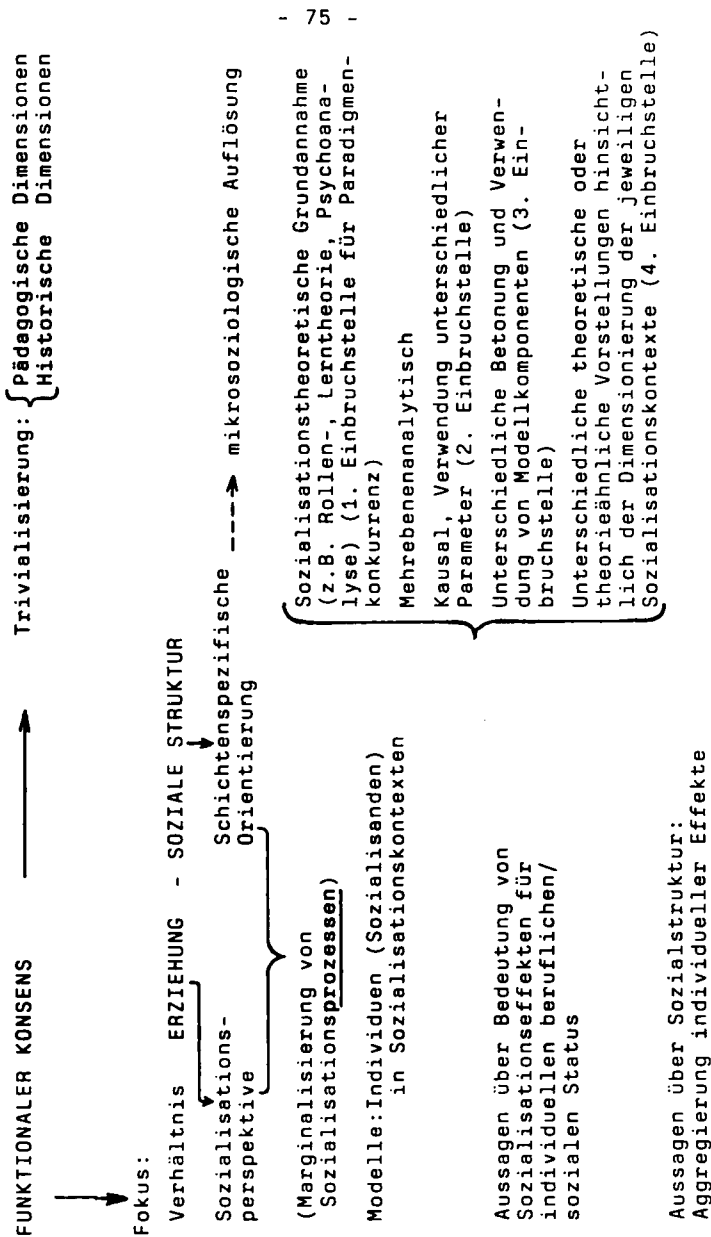 - 75 -
FUNKTIONALER KONSENS ⟶ Trivialisierung: { Pädagogische Dimensionen
Historische Dimensionen
Fokus:
Verhältnis ERZIEHUNG - SOZIALE STRUKTUR
Sozialisations-
perspektive
Schichtenspezifische
Orientierung
---→ mikrosoziologische Auflösung
(Marginalisierung von
Sozialisationsprozessen)
Modelle:Individuen (Sozialisanden)
in Sozialisationskontexten
Sozialisationstheoretische Grundannahme
(z.B. Rollen-, Lerntheorie, Psychoana-
lyse) (1. Einbruchstelle für Paradigmen-
konkurrenz)
Mehrebenenanalytisch
Kausal, Verwendung unterschiedlicher
Parameter (2. Einbruchstelle)
Unterschiedliche Betonung und Verwen-
dung von Modellkomponenten (3. Ein-
bruchstelle)
Unterschiedliche theoretische oder
theorieähnliche Vorstellungen hinsicht-
lich der Dimensionierung der jeweiligen
Sozialisationskontexte (4. Einbruchstelle)
Aussagen über Bedeutung von
Sozialisationseffekten für
individuellen beruflichen/
sozialen Status
Aussagen über Sozialstruktur:
Aggregierung individueller Effekte